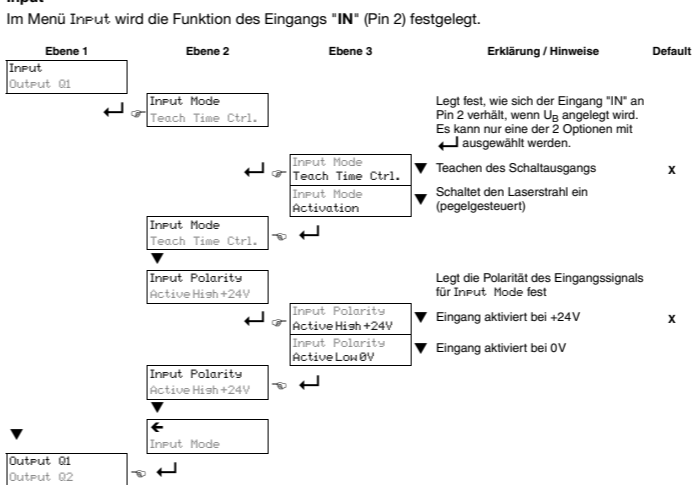 Input
Im Menü Input wird die Funktion des Eingangs "IN" (Pin 2) festgelegt.
Ebene 1 Ebene 2 Ebene 3 Erklärung / Hinweise Default
Input
Output Q1
Input Mode
Teach Time Ctrl.
Legt fest, wie sich der Eingang "IN" an
Pin 2 verhält, wenn UB angelegt wird.
Es kann nur eine der 2 Optionen mit
↵ ausgewählt werden.
Input Mode
Teach Time Ctrl.
▼ Teachen des Schaltausgangs x
Input Mode
Activation
▼ Schaltet den Laserstrahl ein
(pegelgesteuert)
Input Mode
Teach Time Ctrl.
▼
Input Polarity
Active High +24V
Legt die Polarität des Eingangssignals
für Input Mode fest
Input Polarity
Active High +24V
▼ Eingang aktiviert bei +24V x
Input Polarity
Active Low 0V
▼ Eingang aktiviert bei 0V
Input Polarity
Active High +24V
▼
←
Input Mode
▼
Output Q1
Output Q2